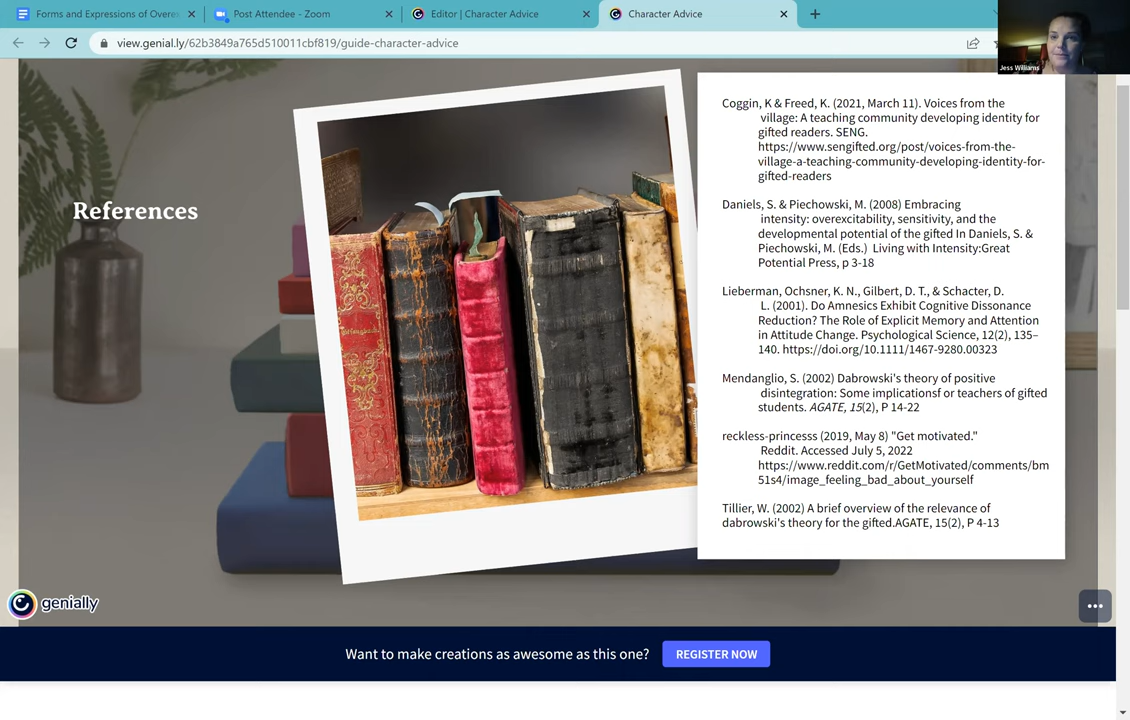 Forms and Expressions of Overex
Post Attendee - Zoom
Editor | Character Advice
Character Advice
view.genial.ly/62b3849a765d510011cbf819/guide-character-advice
Jess Williams
References
Coggin, K & Freed, K. (2021, March 11). Voices from the
village: A teaching community developing identity for
gifted readers. SENG.
https://www.sengifted.org/post/voices-from-the-
village-a-teaching-community-developing-identity-for-
gifted-readers
Daniels, S. & Piechowski, M. (2008) Embracing
intensity: overexcitability, sensitivity, and the
developmental potential of the gifted In Daniels, S. &
Piechowski, M. (Eds.) Living with Intensity:Great
Potential Press, p 3-18
Lieberman, Ochsner, K. N., Gilbert, D. T., & Schacter, D.
L. (2001). Do Amnesics Exhibit Cognitive Dissonance
Reduction? The Role of Explicit Memory and Attention
in Attitude Change. Psychological Science, 12(2), 135–
140. https://doi.org/10.1111/1467-9280.00323
Mendanglio, S. (2002) Dabrowski's theory of positive
disintegration: Some implicationsf or teachers of gifted
students. AGATE, 15(2), P 14-22
reckless-princesss (2019, May 8) "Get motivated."
Reddit. Accessed July 5, 2022
https://www.reddit.com/r/GetMotivated/comments/bm
51s4/image_feeling_bad_about_yourself
Tillier, W. (2002) A brief overview of the relevance of
dabrowski's theory for the gifted.AGATE, 15(2), P 4-13
genially
Want to make creations as awesome as this one?
REGISTER NOW